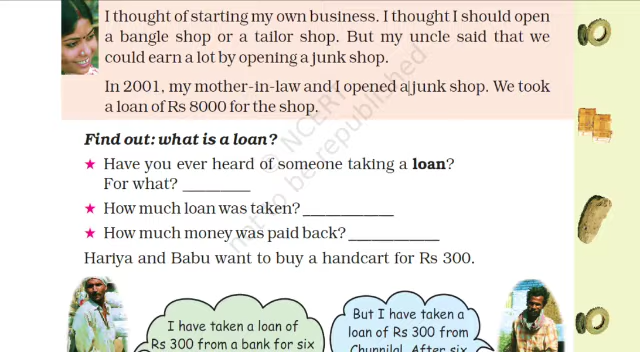 I thought of starting my own business. I thought I should open
a bangle shop or a tailor shop. But my uncle said that we
could earn a lot by opening a junk shop.
In 2001, my mother-in-law and I opened a junk shop. We took
a loan of Rs 8000 for the shop.
Find out: what is a loan?
★ Have you ever heard of someone taking a loan?
For what? ________
★ How much loan was taken? ___________
★ How much money was paid back? ___________
Hariya and Babu want to buy a handcart for Rs 300.
I have taken a loan of
Rs 300 from a bank for six
But I have taken a
loan of Rs 300 from
Chunnilal. After six
© NCERT
not to be republished